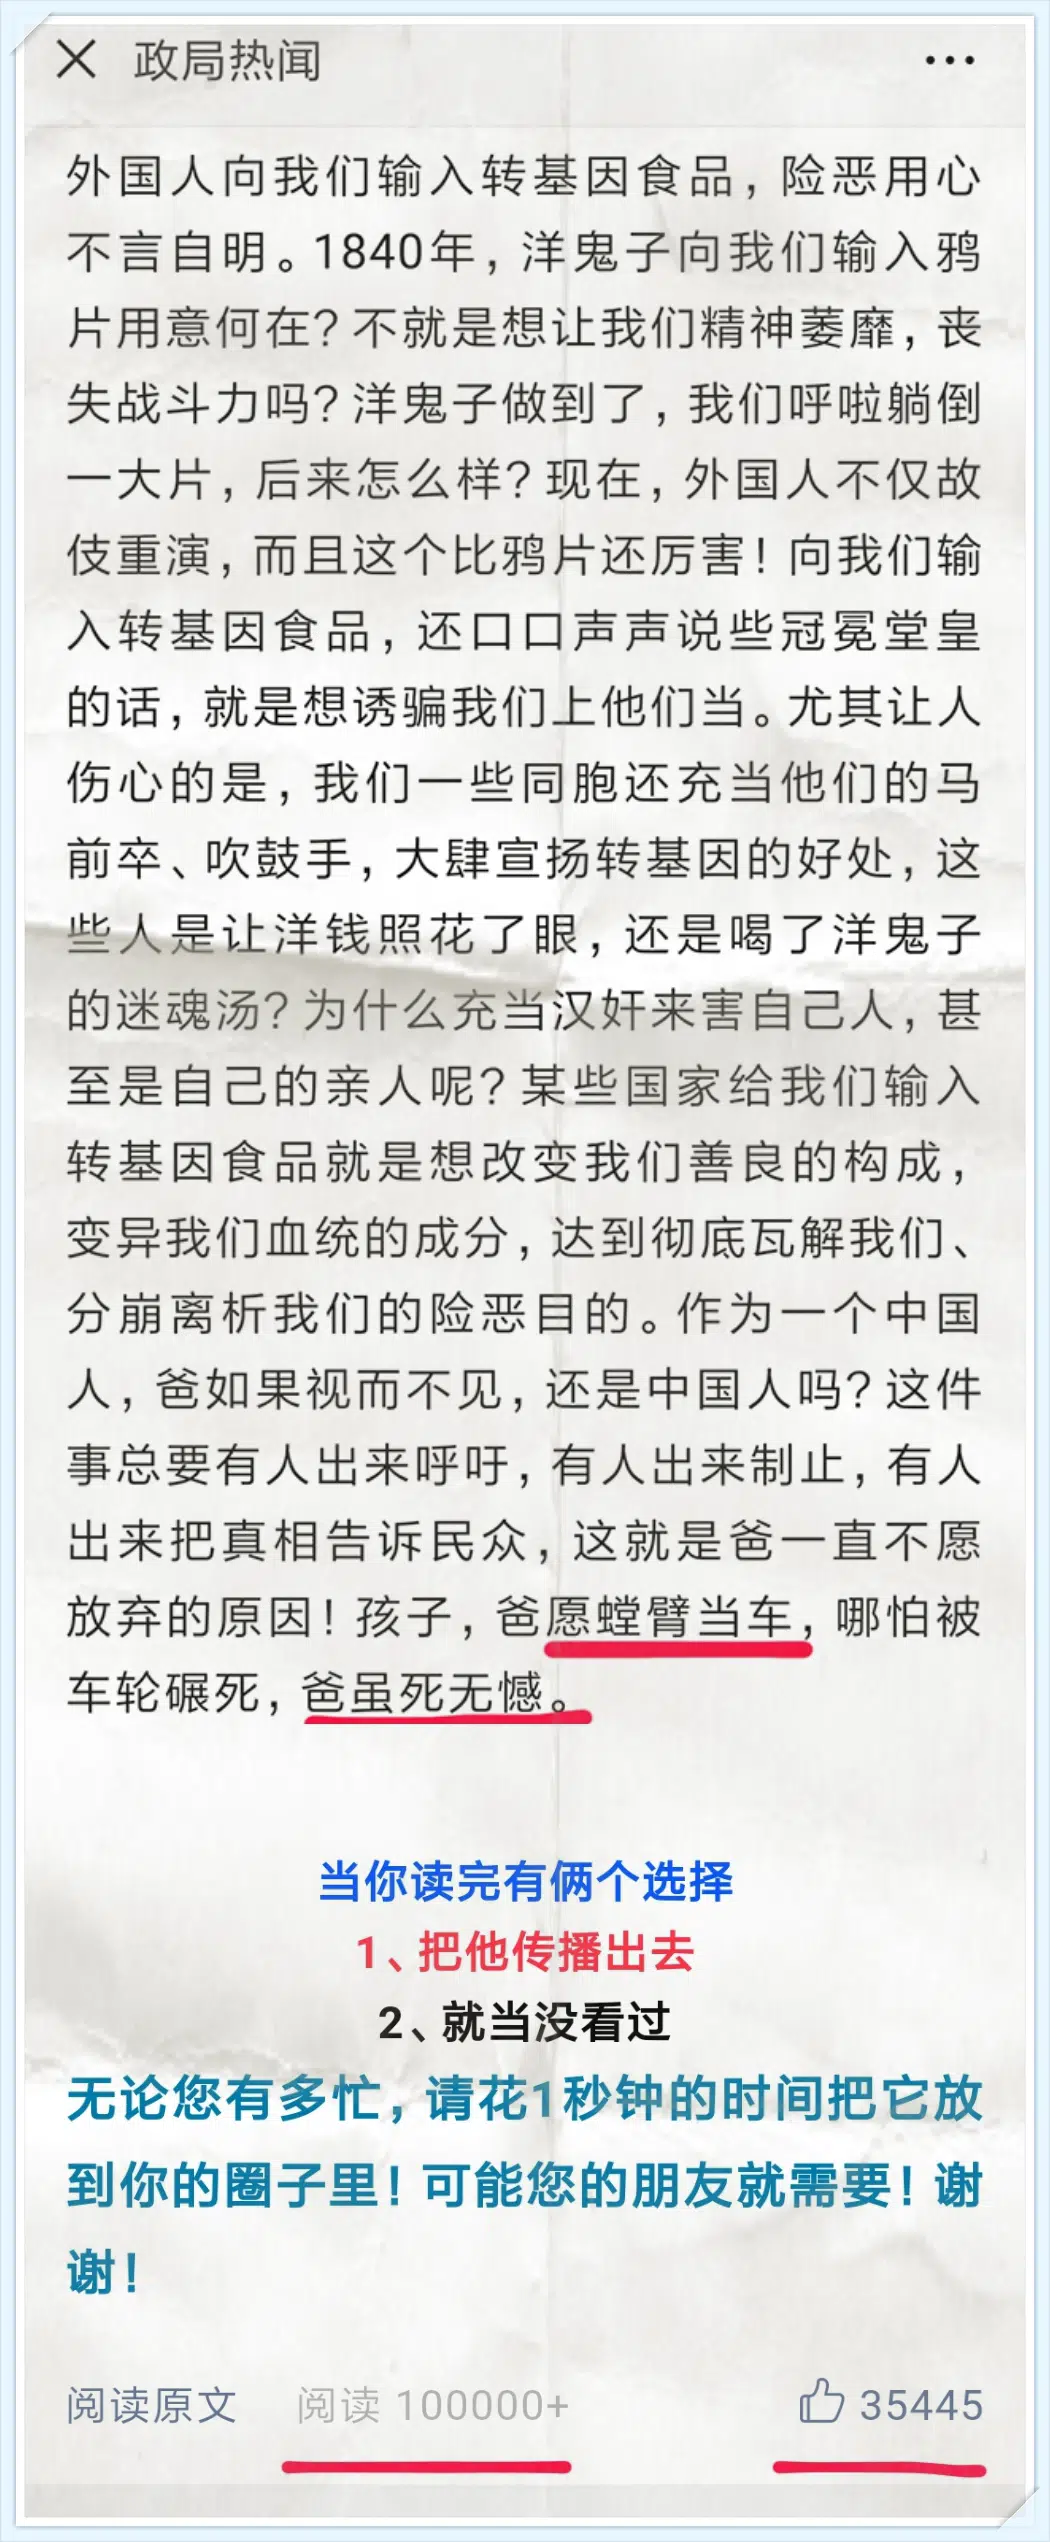 政局热闻
外国人向我们输入转基因食品，险恶用心
不言自明。1840年，洋鬼子向我们输入鸦
片用意何在？不就是想让我们精神萎靡，丧
失战斗力吗？洋鬼子做到了，我们呼啦躺倒
一大片，后来怎么样？现在，外国人不仅故
伎重演，而且这个比鸦片还厉害！向我们输
入转基因食品，还口口声声说些冠冕堂皇
的话，就是想诱骗我们上他们当。尤其让人
伤心的是，我们一些同胞还充当他们的马
前卒、吹鼓手，大肆宣扬转基因的好处，这
些人是让洋钱照花了眼，还是喝了洋鬼子
的迷魂汤？为什么充当汉奸来害自己人，甚
至是自己的亲人呢？某些国家给我们输入
转基因食品就是想改变我们善良的构成，
变异我们血统的成分，达到彻底瓦解我们、
分崩离析我们的险恶目的。作为一个中国
人，爸如果视而不见，还是中国人吗？这件
事总要有人出来呼吁，有人出来制止，有人
出来把真相告诉民众，这就是爸一直不愿
放弃的原因！孩子，爸愿螳臂当车，哪怕被
车轮碾死，爸虽死无憾。
当你读完有俩个选择
1、把他传播出去
2、就当没看过
无论您有多忙，请花1秒钟的时间把它放
到你的圈子里！可能您的朋友就需要！谢
谢！
阅读原文 阅读 100000+ 35445